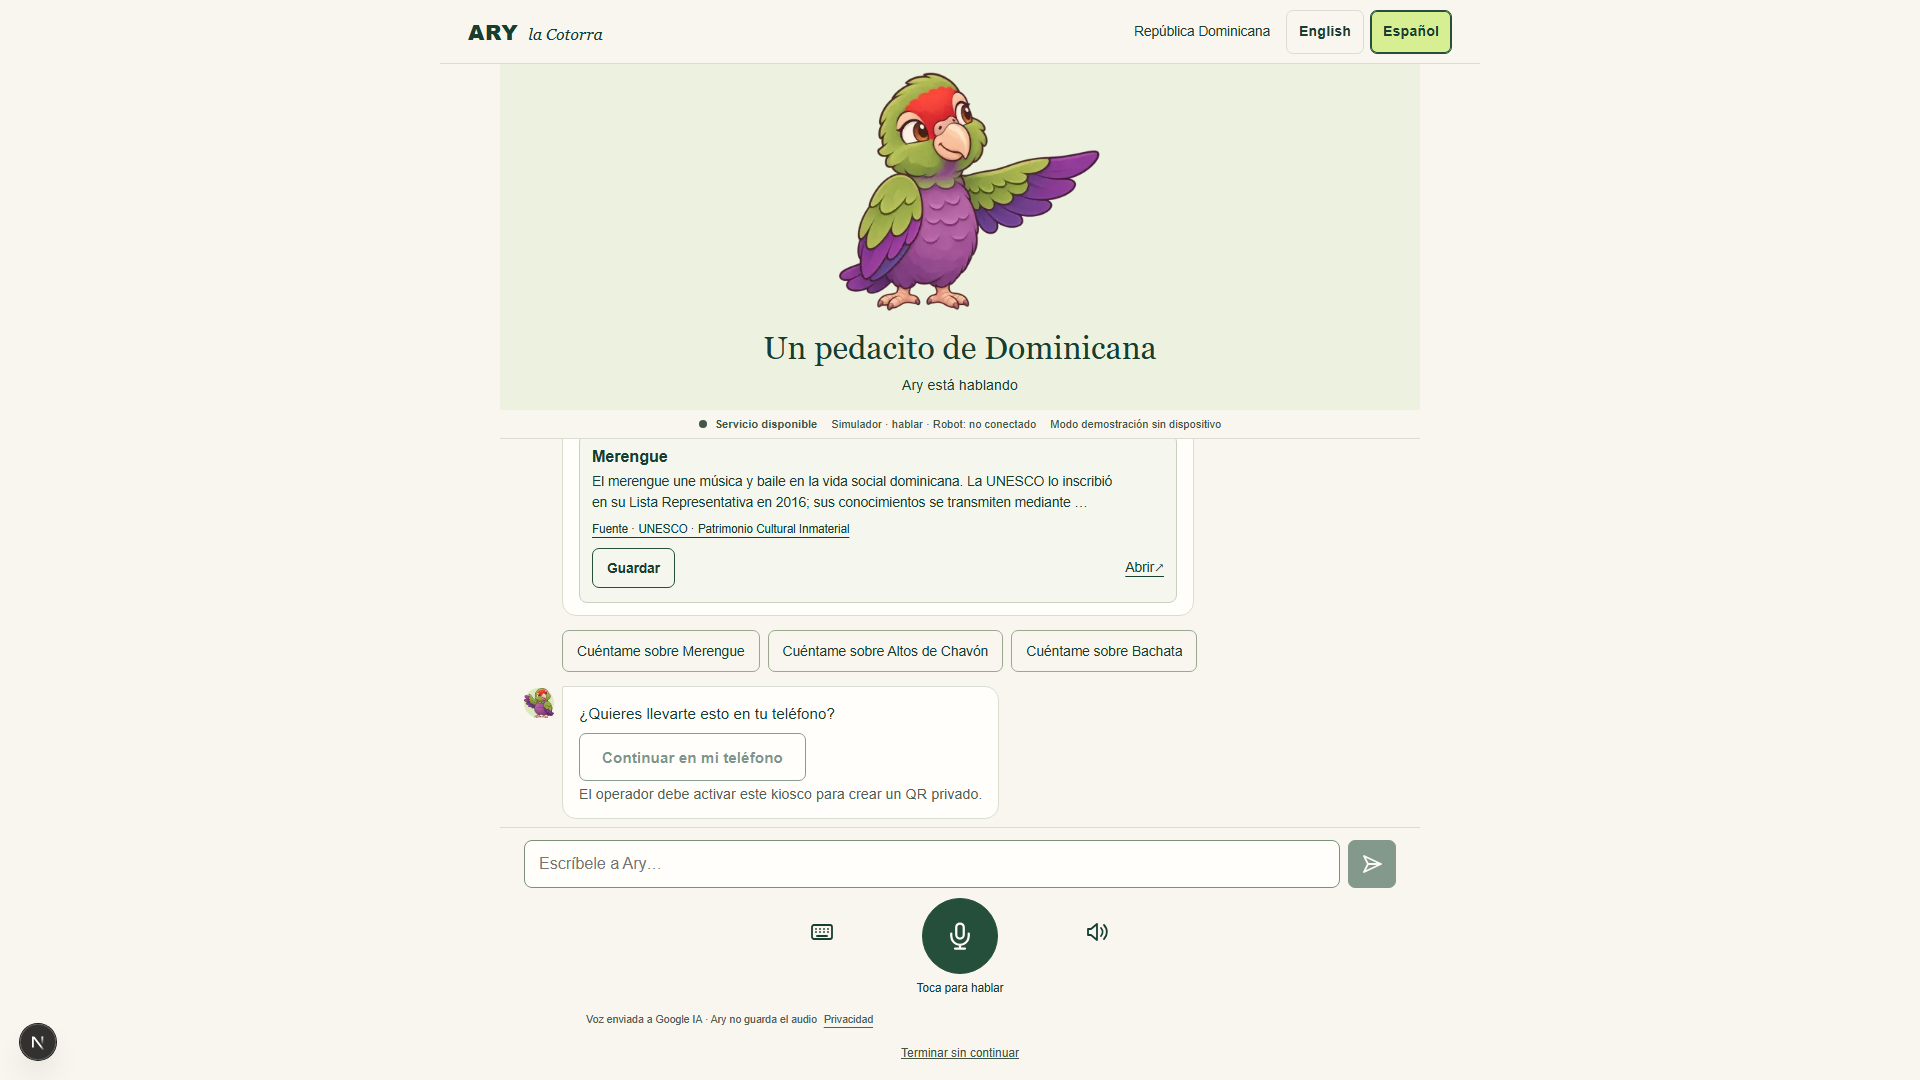 ARY la Cotorra
República Dominicana
English
Español
Un pedacito de Dominicana
Ary está hablando
Servicio disponible Simulador · hablar · Robot: no conectado Modo demostración sin dispositivo
Merengue
El merengue une música y baile en la vida social dominicana. La UNESCO lo inscribió
en su Lista Representativa en 2016; sus conocimientos se transmiten mediante …
Fuente · UNESCO · Patrimonio Cultural Inmaterial
Guardar
Abrir↗
Cuéntame sobre Merengue
Cuéntame sobre Altos de Chavón
Cuéntame sobre Bachata
¿Quieres llevarte esto en tu teléfono?
Continuar en mi teléfono
El operador debe activar este kiosco para crear un QR privado.
Escríbele a Ary…
Toca para hablar
Voz enviada a Google IA · Ary no guarda el audio Privacidad
Terminar sin continuar
N